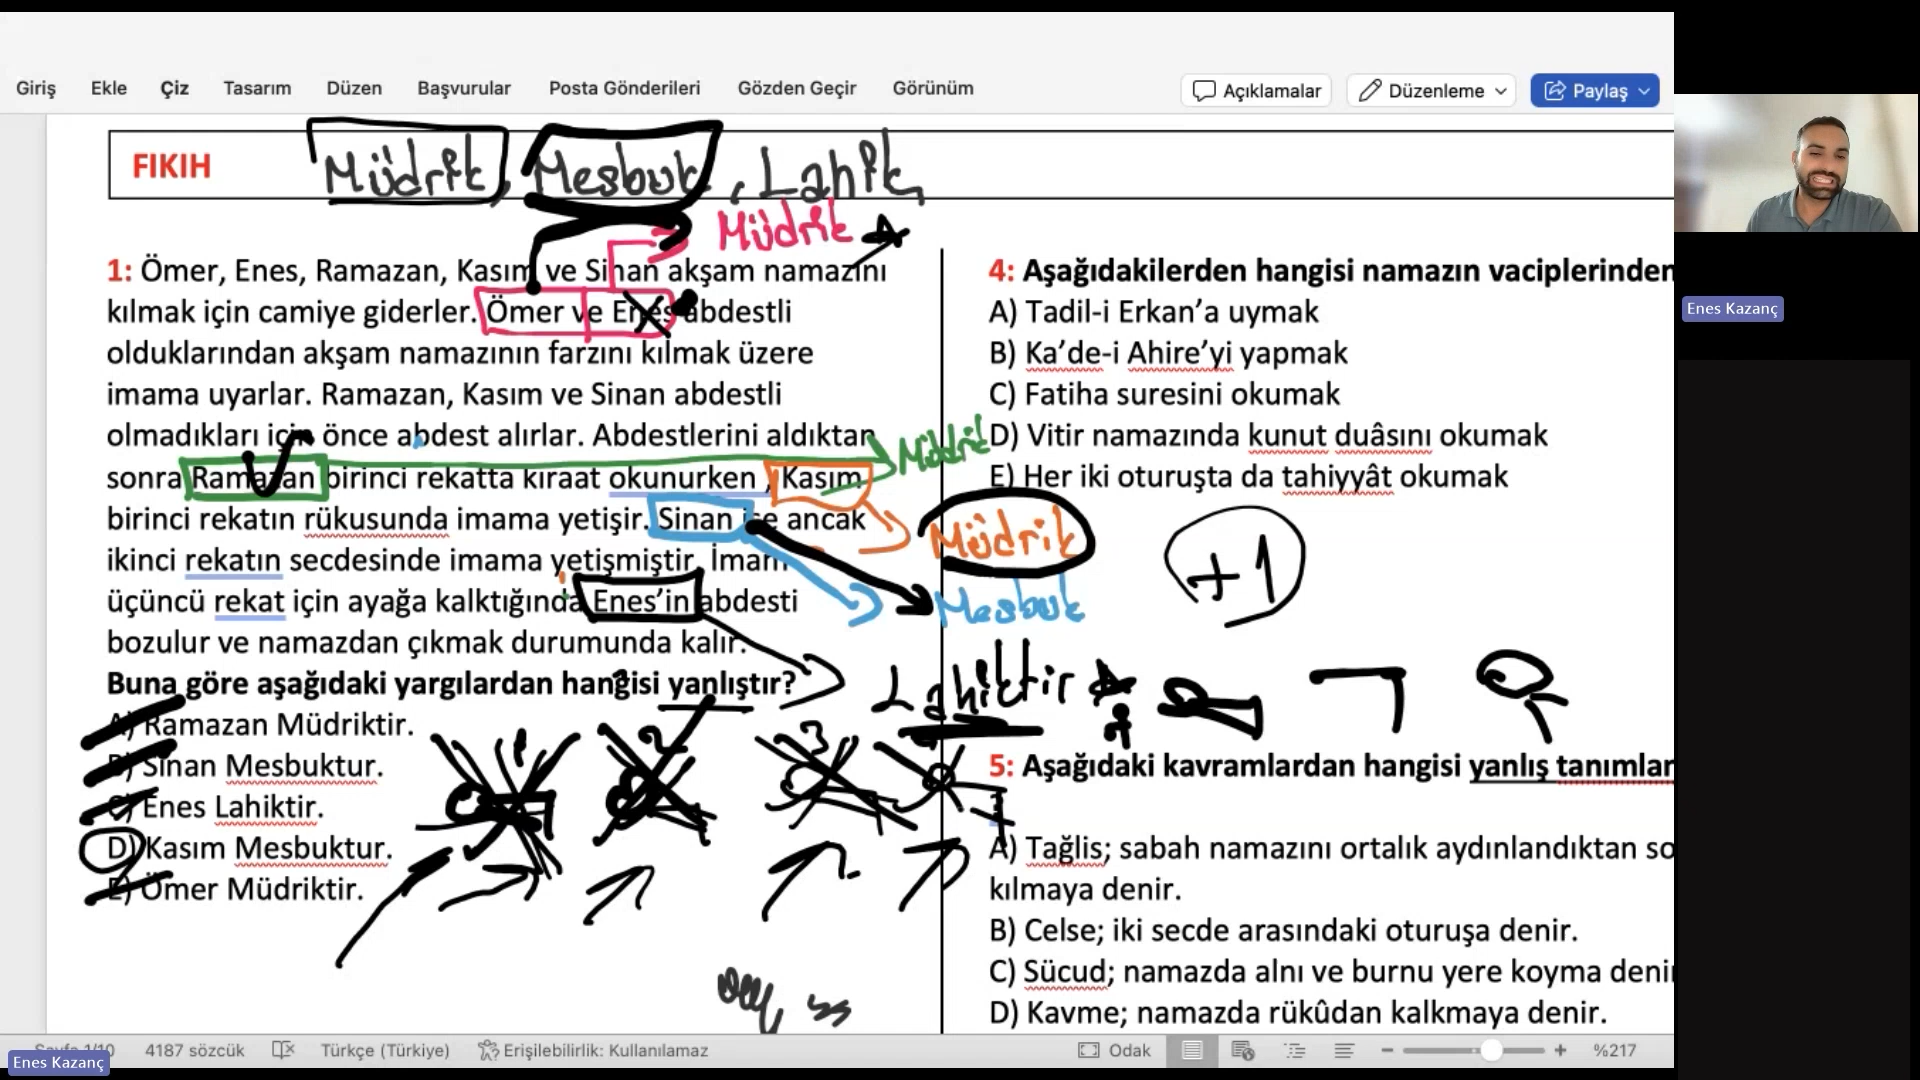 Giriş Ekle Çiz Tasarım Düzen Başvurular Posta Gönderileri Gözden Geçir Görünüm Açıklamalar Düzenleme Paylaş
FIKIH Müdrik, Mesbuk, Lahik,
Müdrik
1: Ömer, Enes, Ramazan, Kasım ve Sinan akşam namazını
kılmak için camiye giderler. Ömer ve Enes abdestli
olduklarından akşam namazının farzını kılmak üzere
imama uyarlar. Ramazan, Kasım ve Sinan abdestli
olmadıkları için önce abdest alırlar. Abdestlerini aldıktan
sonra Ramazan birinci rekatta kıraat okunurken , Kasım
birinci rekatın rükusunda imama yetişir. Sinan ise ancak
ikinci rekatın secdesinde imama yetişmiştir. İmam
üçüncü rekat için ayağa kalktığında Enes’in abdesti
bozulur ve namazdan çıkmak durumunda kalır.
Buna göre aşağıdaki yargılardan hangisi yanlıştır?
A) Ramazan Müdriktir.
B) Sinan Mesbuktur.
C) Enes Lahiktir.
D) Kasım Mesbuktur.
E) Ömer Müdriktir.
Müdrik
Müdrik
Mesbuk
Lahiktir
+1
1 2 3
4: Aşağıdakilerden hangisi namazın vaciplerinden
A) Tadil-i Erkan’a uymak
B) Ka’de-i Ahire’yi yapmak
C) Fatiha suresini okumak
D) Vitir namazında kunut duâsını okumak
E) Her iki oturuşta da tahiyyât okumak
5: Aşağıdaki kavramlardan hangisi yanlış tanımlan
A) Tağlis; sabah namazını ortalık aydınlandıktan so
kılmaya denir.
B) Celse; iki secde arasındaki oturuşa denir.
C) Sücud; namazda alnı ve burnu yere koyma deni
D) Kavme; namazda rükûdan kalkmaya denir.
Sayfa 1/10 4187 sözcük Türkçe (Türkiye) Erişilebilirlik: Kullanılamaz Odak %217
Enes Kazanç
Enes Kazanç